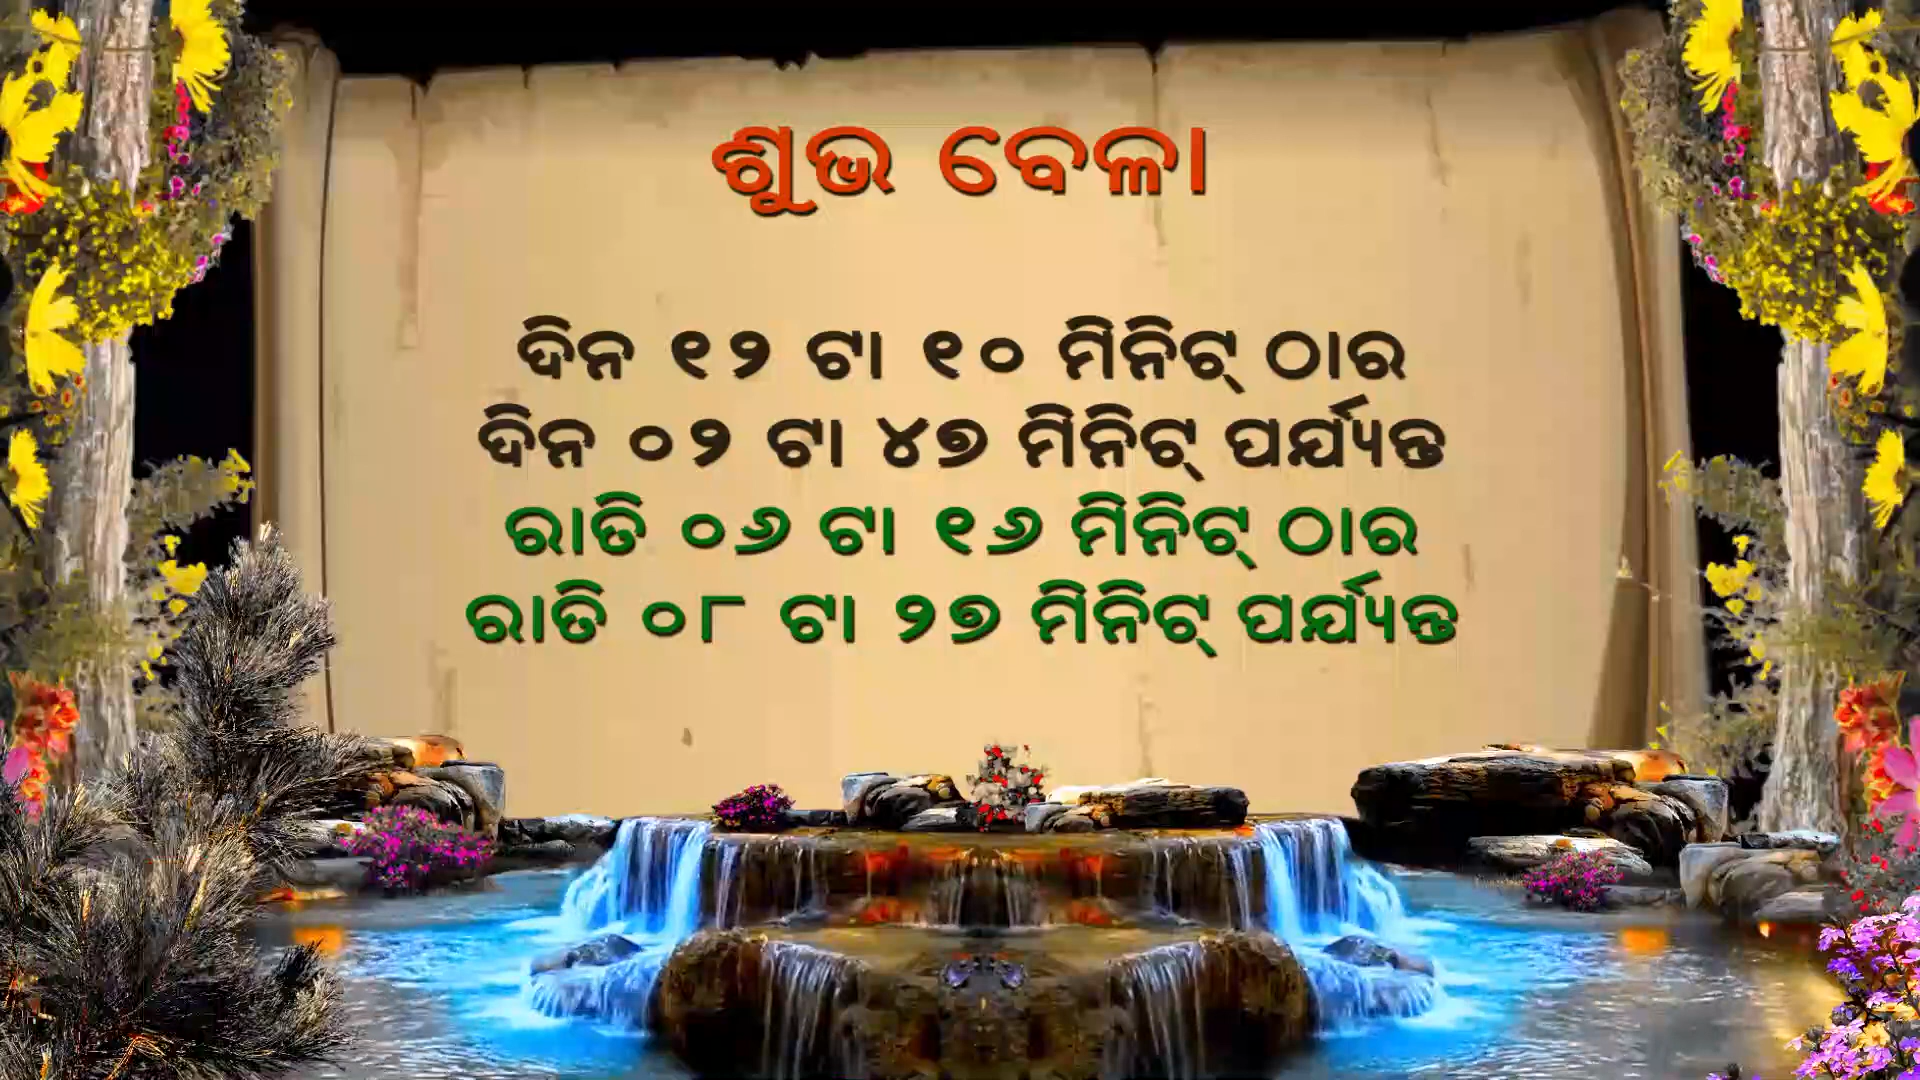 ଶୁଭ ବେଳା
ଦିନ ୧୨ ଟା ୧୦ ମିନିଟ୍ ଠାର
ଦିନ ୦୨ ଟା ୪୭ ମିନିଟ୍ ପର୍ଯ୍ୟନ୍ତ
ରାତି ୦୬ ଟା ୧୬ ମିନିଟ୍ ଠାର
ରାତି ୦୮ ଟା ୨୭ ମିନିଟ୍ ପର୍ଯ୍ୟନ୍ତ